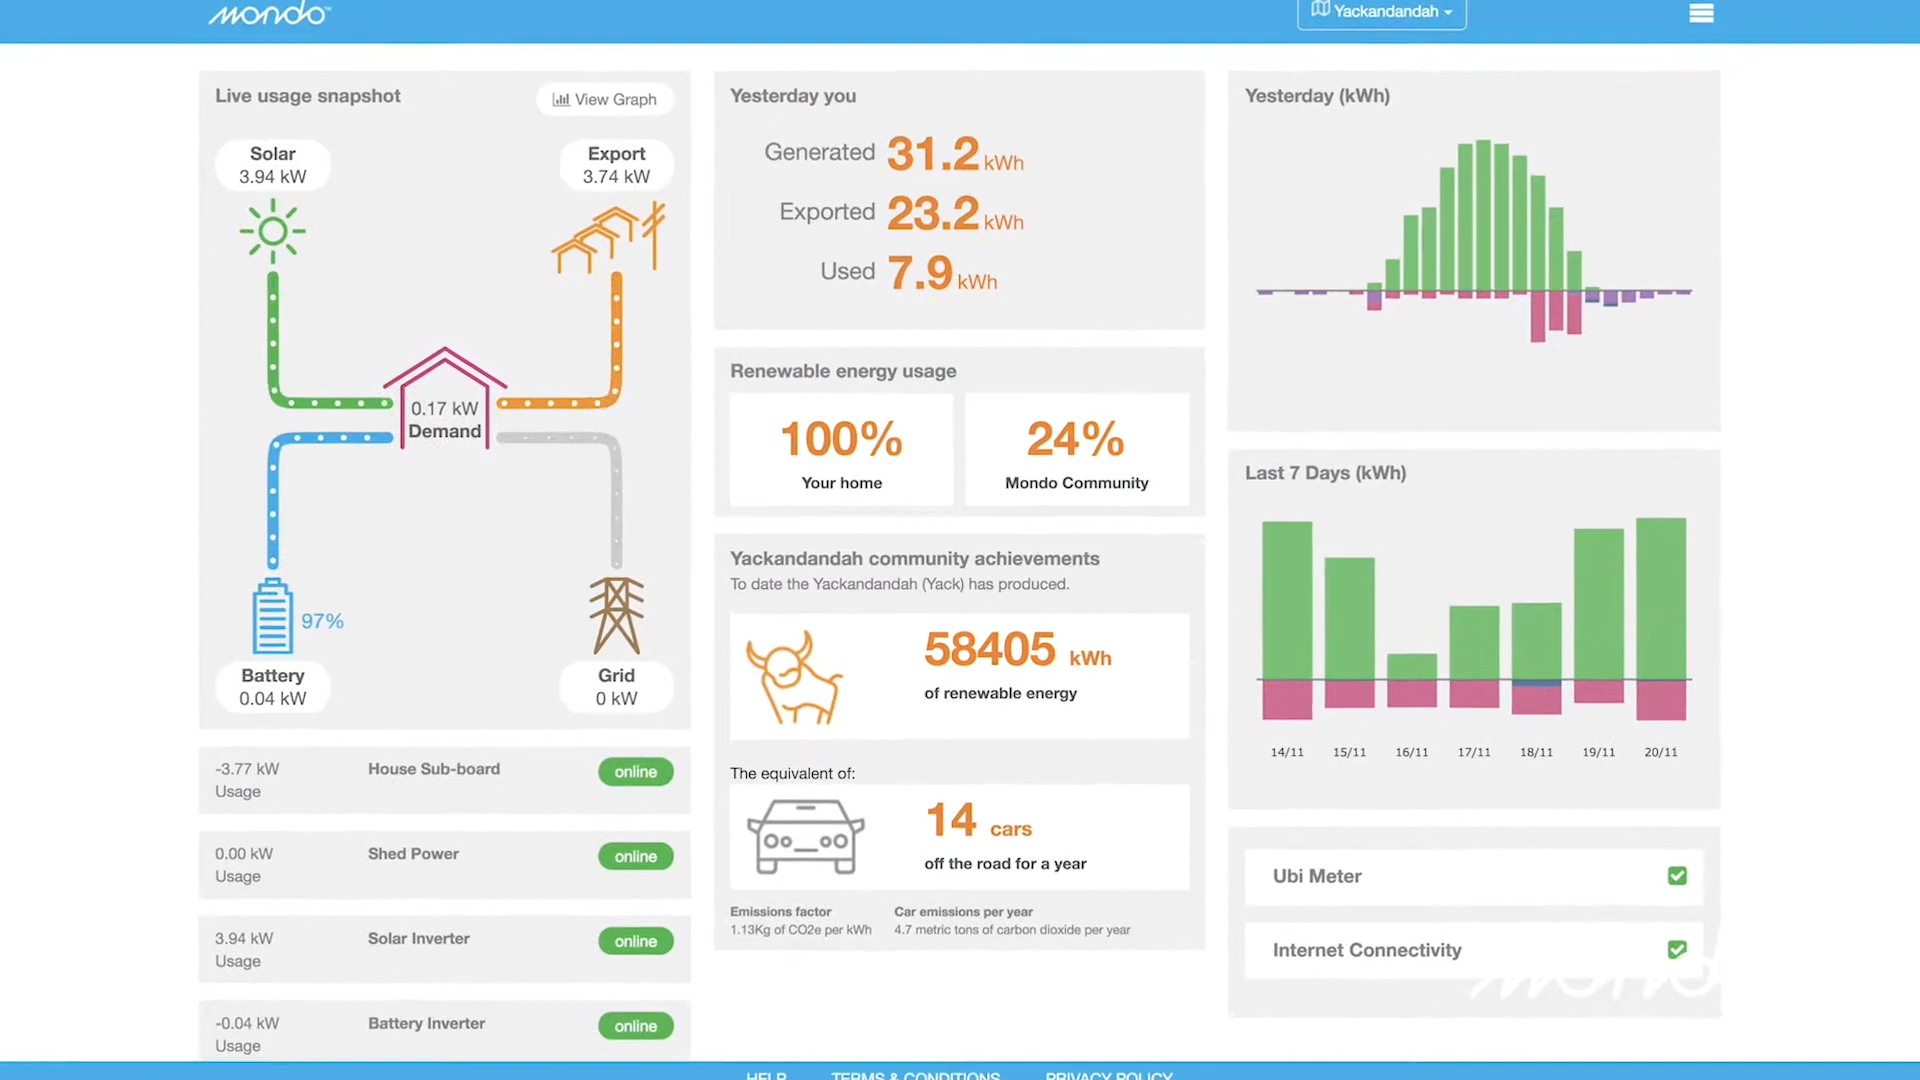 mondo™
Yackandandah
Live usage snapshot
View Graph
Solar
3.94 kW
Export
3.74 kW
0.17 kW
Demand
97%
Battery
0.04 kW
Grid
0 kW
-3.77 kW
Usage
House Sub-board
online
0.00 kW
Usage
Shed Power
online
3.94 kW
Usage
Solar Inverter
online
-0.04 kW
Usage
Battery Inverter
online
Yesterday you
Generated 31.2 kWh
Exported 23.2 kWh
Used 7.9 kWh
Renewable energy usage
100%
Your home
24%
Mondo Community
Yackandandah community achievements
To date the Yackandandah (Yack) has produced.
58405 kWh
of renewable energy
The equivalent of:
14 cars
off the road for a year
Emissions factor
1.13Kg of CO2e per kWh
Car emissions per year
4.7 metric tons of carbon dioxide per year
Yesterday (kWh)
Last 7 Days (kWh)
14/11 15/11 16/11 17/11 18/11 19/11 20/11
Ubi Meter
Internet Connectivity
mondo
HELP TERMS & CONDITIONS PRIVACY POLICY